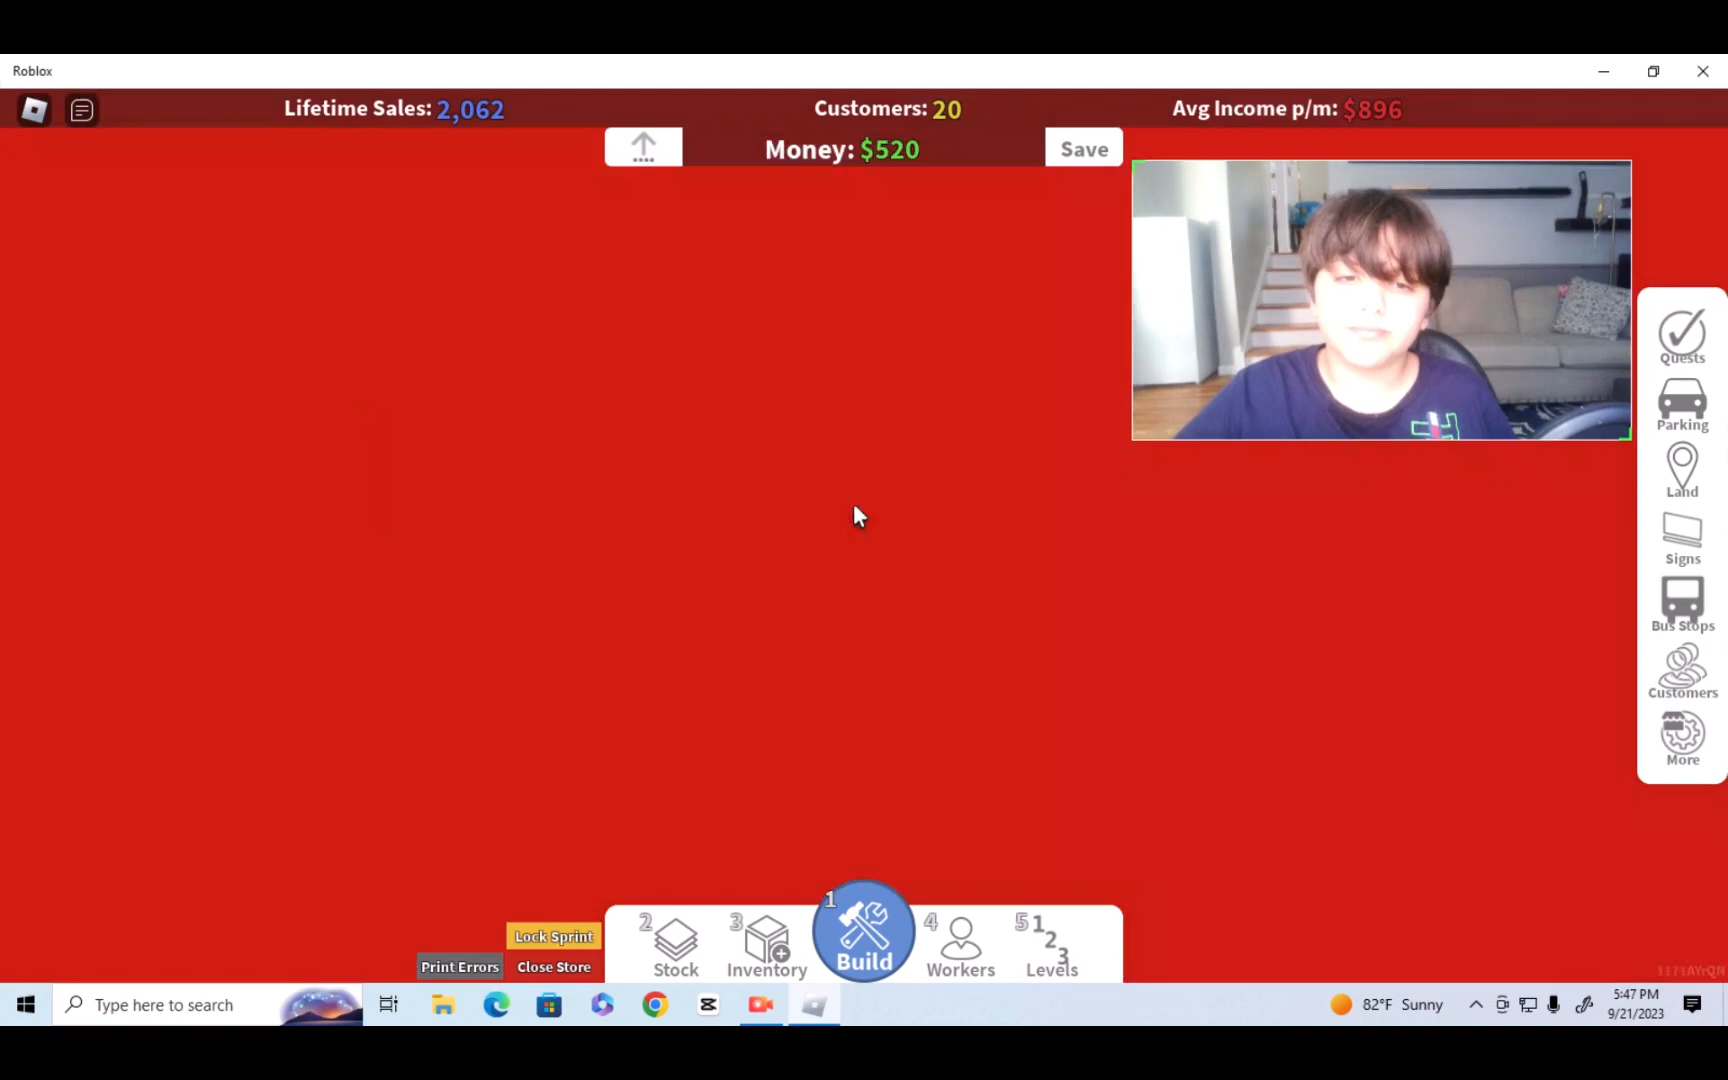 Roblox
Lifetime Sales: 2,062
Customers: 20
Avg Income p/m: $896
Money: $520
Save
Quests
Parking
Land
Signs
Bus Stops
Customers
More
Lock Sprint
Print Errors
Close Store
2
Stock
3
Inventory
1
Build
4
Workers
5 1 2 3
Levels
Type here to search
82°F Sunny
5:47 PM
9/21/2023